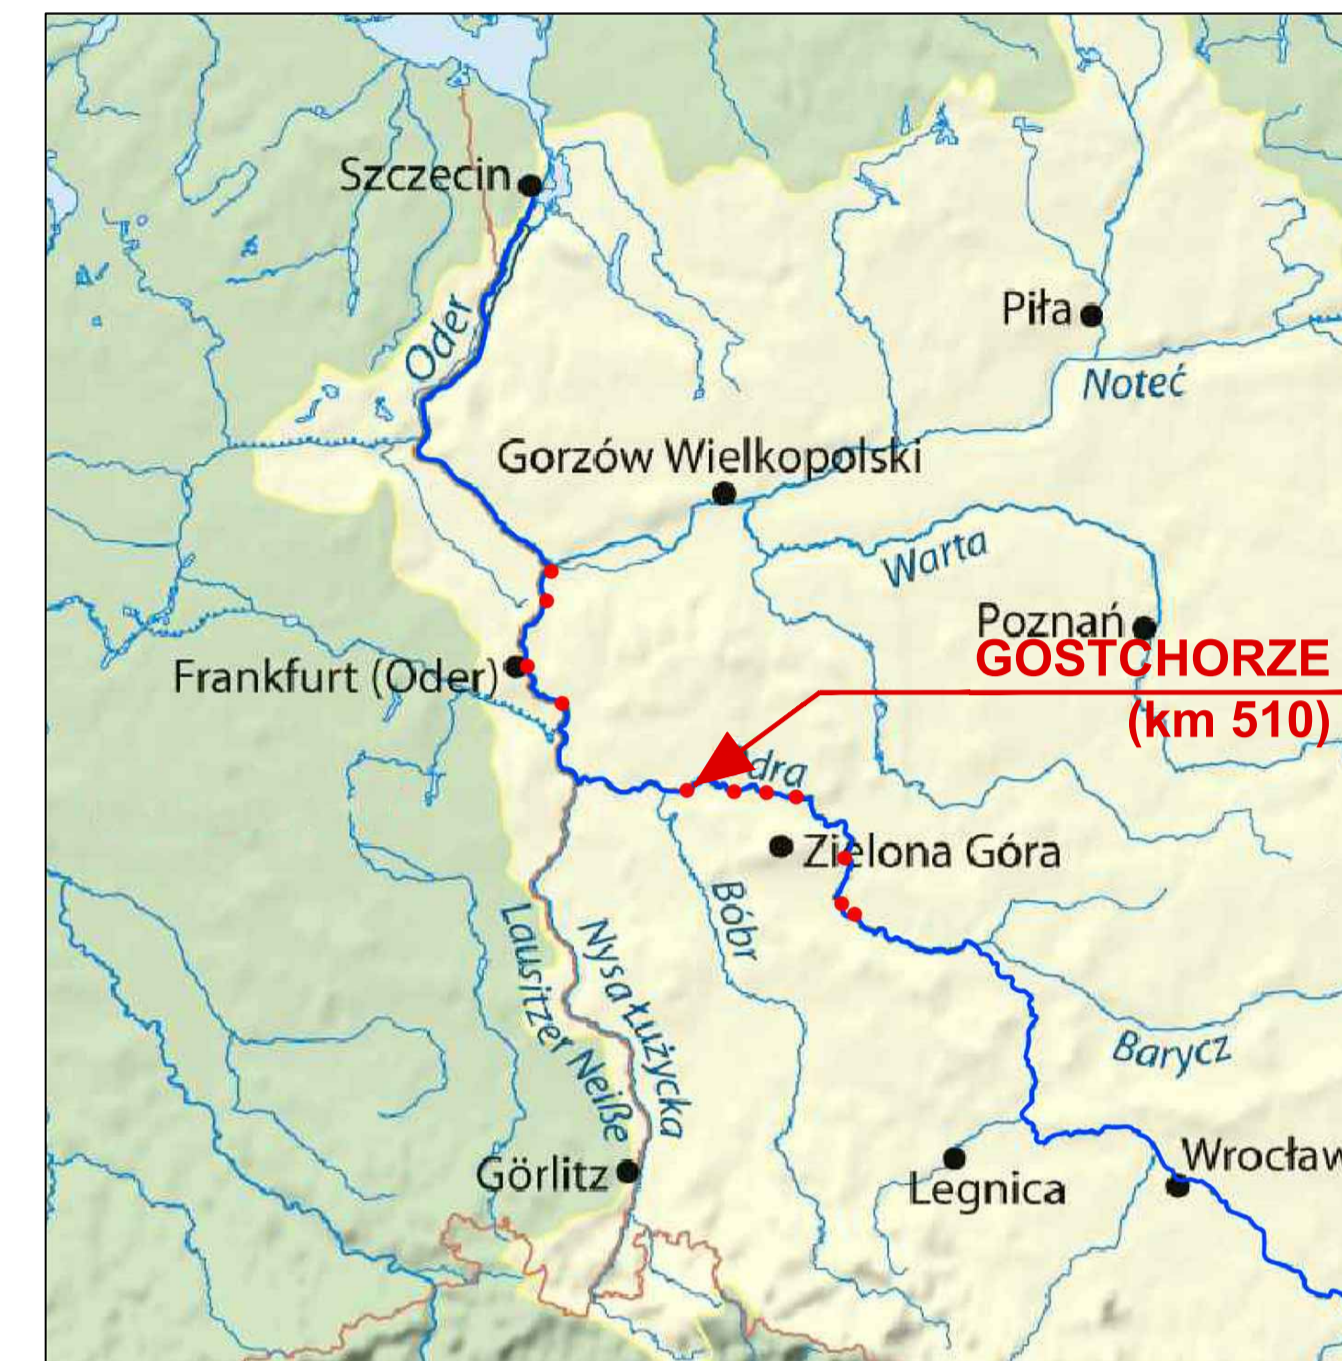 Szczecin
Oder
Piła
Noteć
Gorzów Wielkopolski
Warta
Poznań
GOSTCHORZE
(km 510)
Frankfurt (Oder)
dra
Zielona Góra
Bóbr
Lausitzer Neiße
Nysa Łużycka
Barycz
Görlitz
Legnica
Wrocław